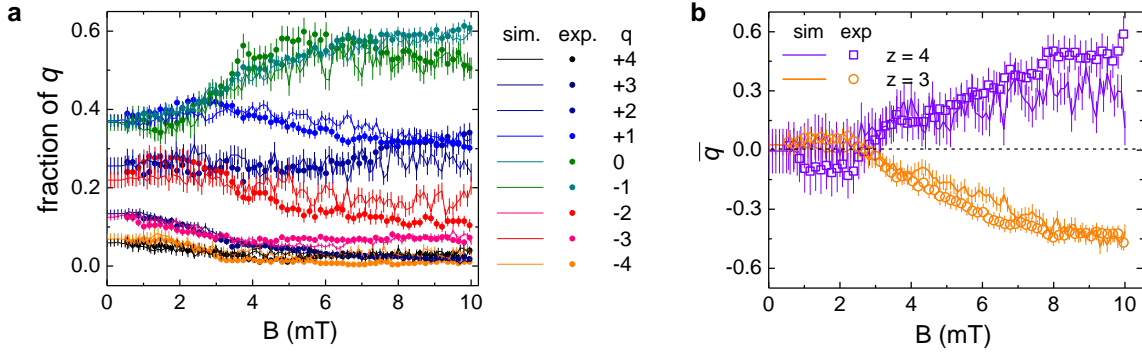 a
fraction of q
0.6
0.4
0.2
0.0
0 2 4 6 8 10
B (mT)
sim. exp. q
+4
+3
+2
+1
0
-1
-2
-3
-4
b
sim exp
z = 4
z = 3
q
0.6
0.3
0.0
-0.3
-0.6
0 2 4 6 8 10
B (mT)